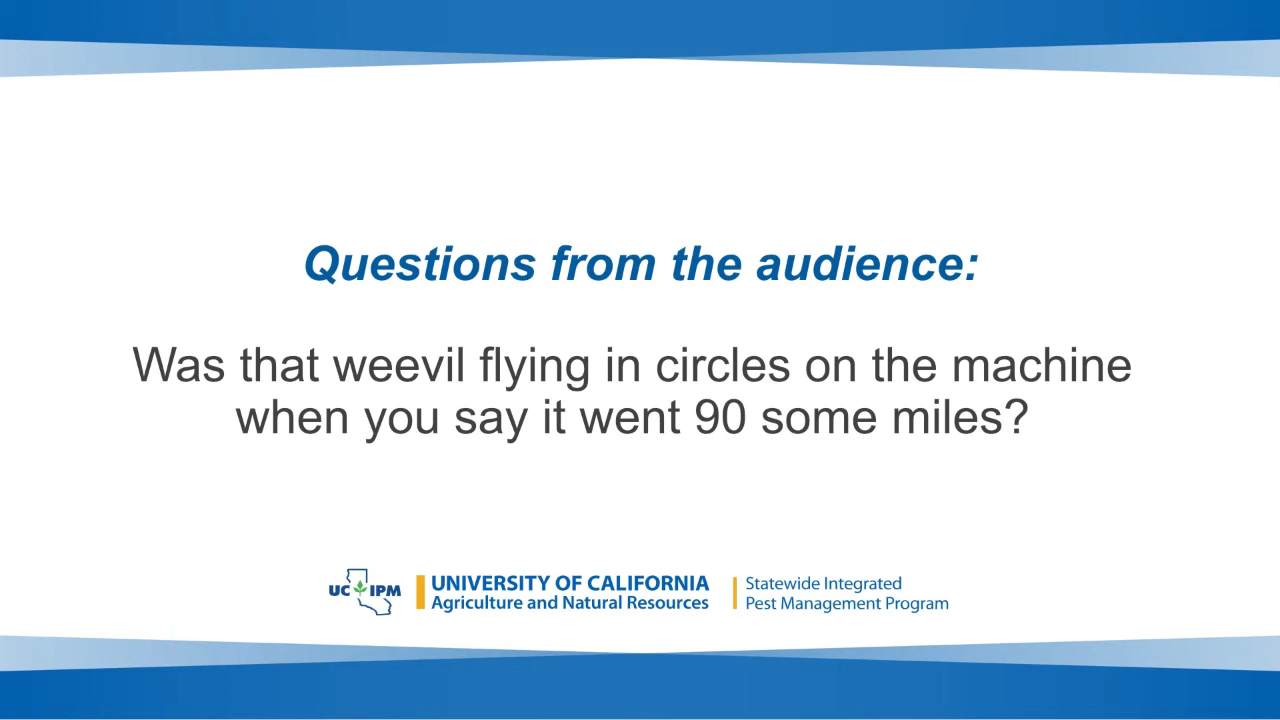 Questions from the audience:
Was that weevil flying in circles on the machine
when you say it went 90 some miles?
UC IPM
UNIVERSITY OF CALIFORNIA
Agriculture and Natural Resources
Statewide Integrated
Pest Management Program